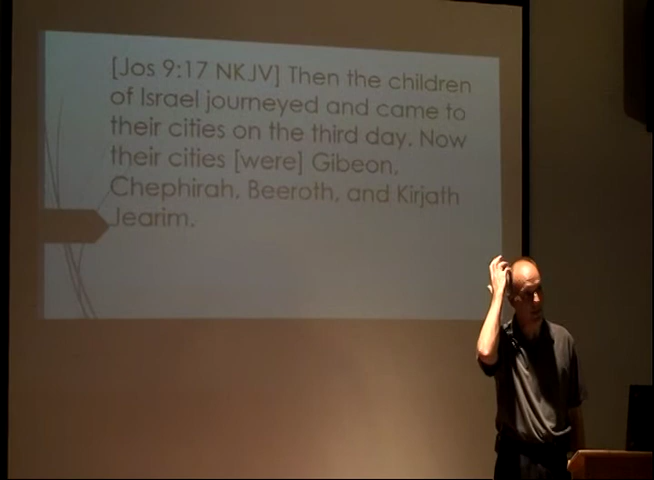 [Jos 9:17 NKJV] Then the children
of Israel journeyed and came to
their cities on the third day. Now
their cities [were] Gibeon,
Chephirah, Beeroth, and Kirjath
Jearim.